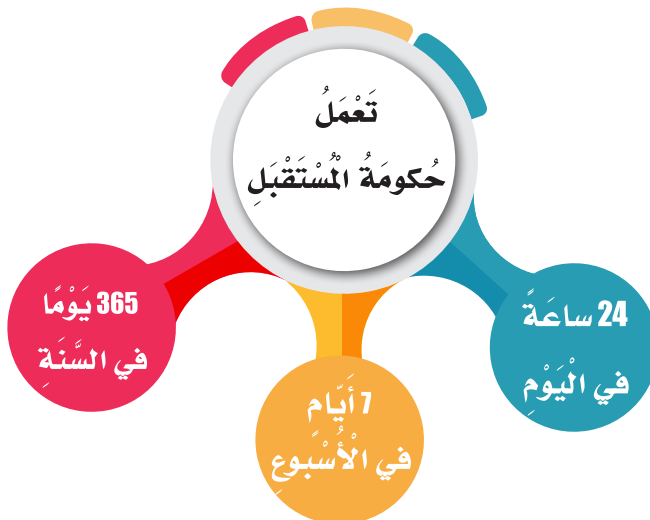 تَعْمَلُ
حُكومَةُ الْمُسْتَقْبَلِ
24 ساعَةً
في الْيَوْمِ
7 أَيّام
في الْأُسْبوعِ
365 يَوْمًا
في السَّنَةِ